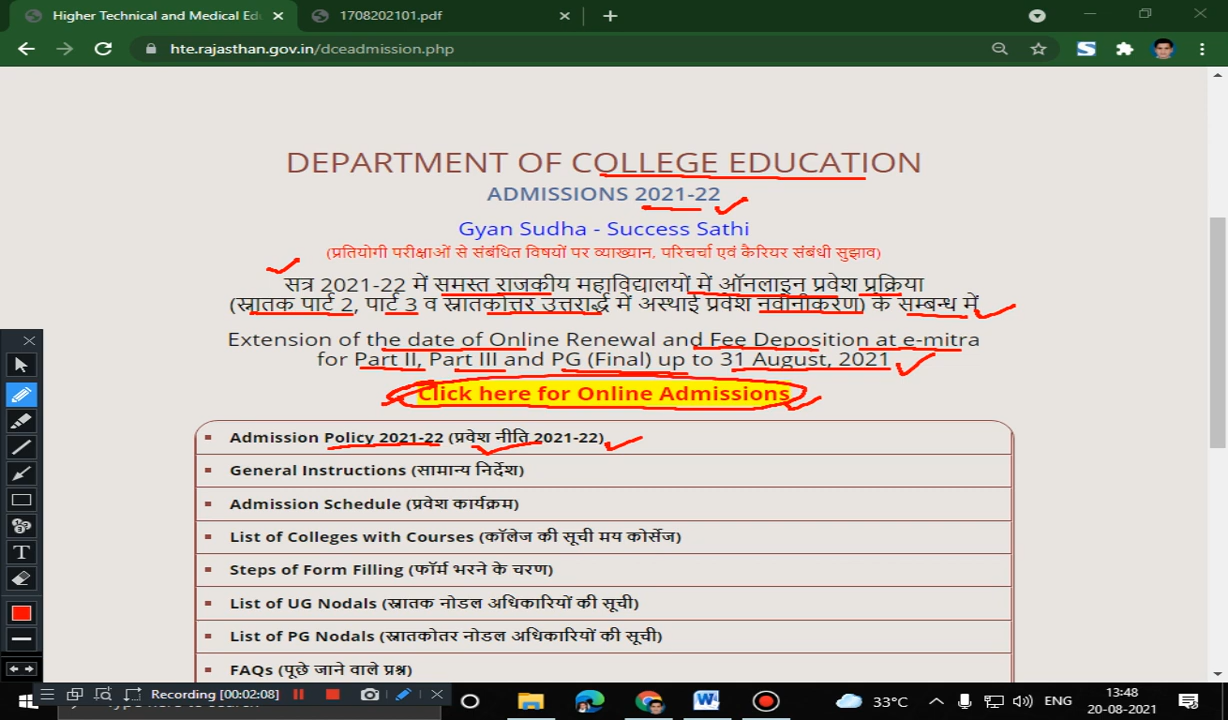 Higher Technical and Medical Edu
1708202101.pdf
hte.rajasthan.gov.in/dceadmission.php
DEPARTMENT OF COLLEGE EDUCATION
ADMISSIONS 2021-22
Gyan Sudha - Success Sathi
(प्रतियोगी परीक्षाओं से संबंधित विषयों पर व्याख्यान, परिचर्चा एवं कैरियर संबंधी सुझाव)
सत्र 2021-22 में समस्त राजकीय महाविद्यालयों में ऑनलाइन प्रवेश प्रक्रिया
(स्नातक पार्ट 2, पार्ट 3 व स्नातकोत्तर उत्तरार्द्ध में अस्थाई प्रवेश नवीनीकरण) के सम्बन्ध में
Extension of the date of Online Renewal and Fee Deposition at e-mitra
for Part II, Part III and PG (Final) up to 31 August, 2021
Click here for Online Admissions
Admission Policy 2021-22 (प्रवेश नीति 2021-22)
General Instructions (सामान्य निर्देश)
Admission Schedule (प्रवेश कार्यक्रम)
List of Colleges with Courses (कॉलेज की सूची मय कोर्सेज)
Steps of Form Filling (फॉर्म भरने के चरण)
List of UG Nodals (स्नातक नोडल अधिकारियों की सूची)
List of PG Nodals (स्नातकोतर नोडल अधिकारियों की सूची)
FAQs (पूछे जाने वाले प्रश्न)
Recording [00:02:08]
33°C
ENG
13:48
20-08-2021